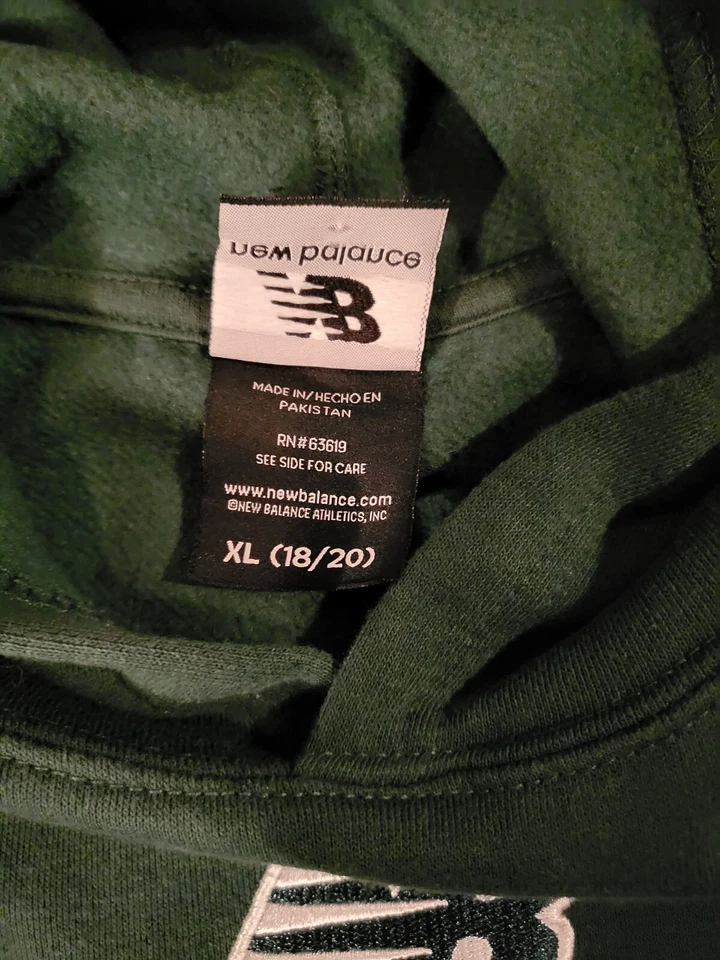 new balance
NB
MADE IN/HECHO EN
PAKISTAN
RN#63619
SEE SIDE FOR CARE
www.newbalance.com
©NEW BALANCE ATHLETICS, INC
XL (18/20)